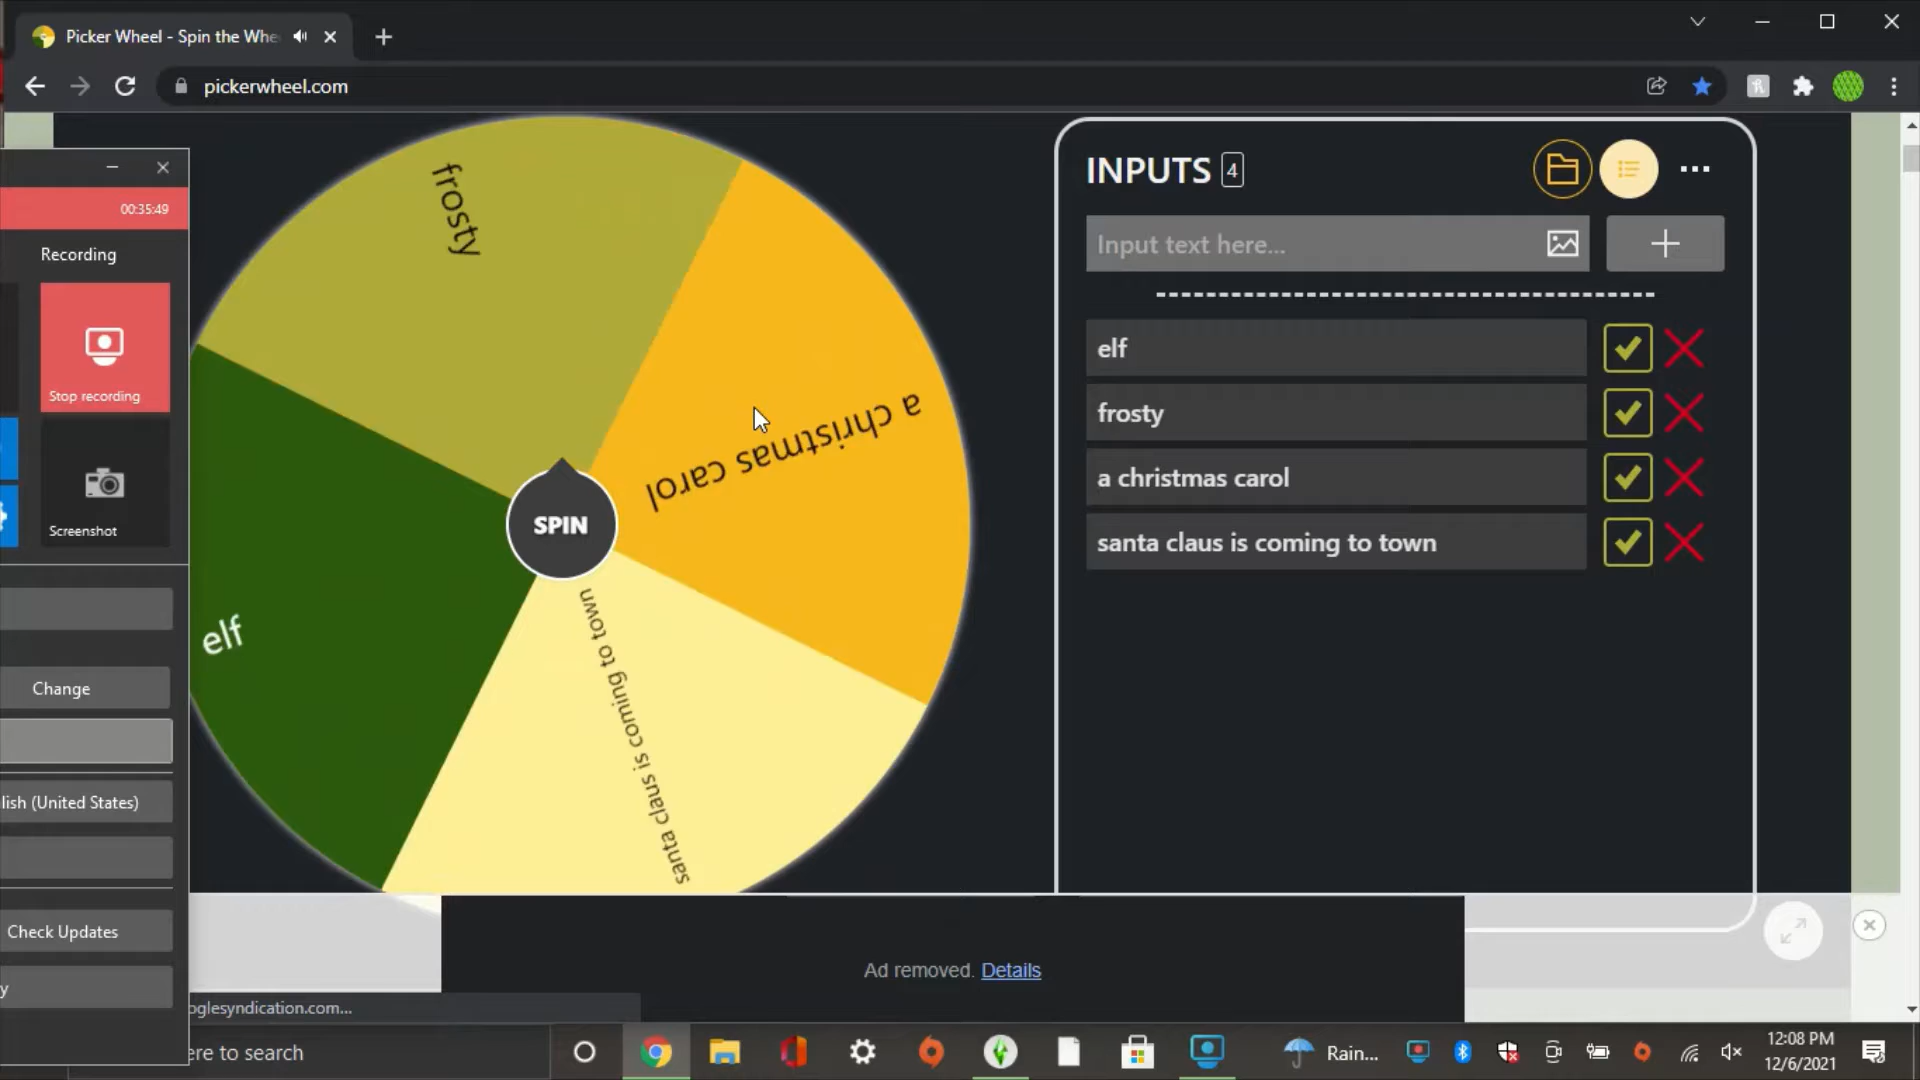 Picker Wheel - Spin the Whe
pickerwheel.com
00:35:49
Recording
Stop recording
Screenshot
Change
lish (United States)
Check Updates
y
frosty
a christmas carol
elf
santa claus is coming to town
SPIN
INPUTS 4
Input text here...
elf
frosty
a christmas carol
santa claus is coming to town
Ad removed. Details
oglesyndication.com...
ere to search
Rain...
12:08 PM
12/6/2021